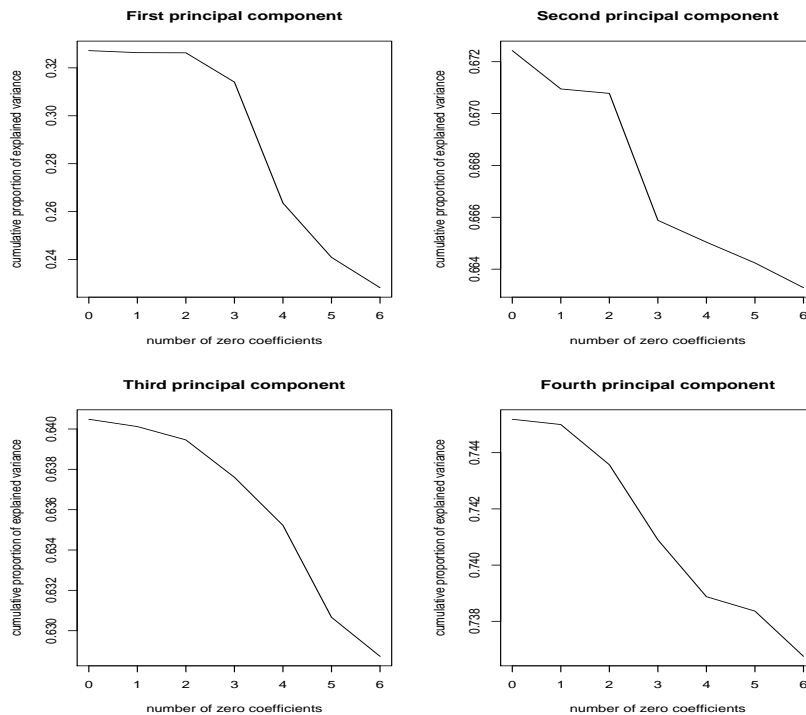 First principal component
cumulative proportion of explained variance
0.32
0.30
0.28
0.26
0.24
0 1 2 3 4 5 6
number of zero coefficients
Second principal component
cumulative proportion of explained variance
0.672
0.670
0.668
0.666
0.664
0 1 2 3 4 5 6
number of zero coefficients
Third principal component
cumulative proportion of explained variance
0.640
0.638
0.636
0.634
0.632
0.630
0 1 2 3 4 5 6
number of zero coefficients
Fourth principal component
cumulative proportion of explained variance
0.744
0.742
0.740
0.738
0 1 2 3 4 5 6
number of zero coefficients